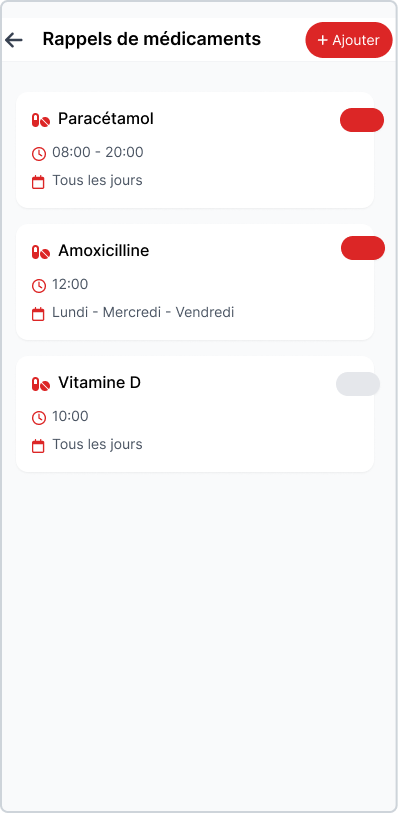 Rappels de médicaments
+ Ajouter
Paracétamol
08:00 - 20:00
Tous les jours
Amoxicilline
12:00
Lundi - Mercredi - Vendredi
Vitamine D
10:00
Tous les jours